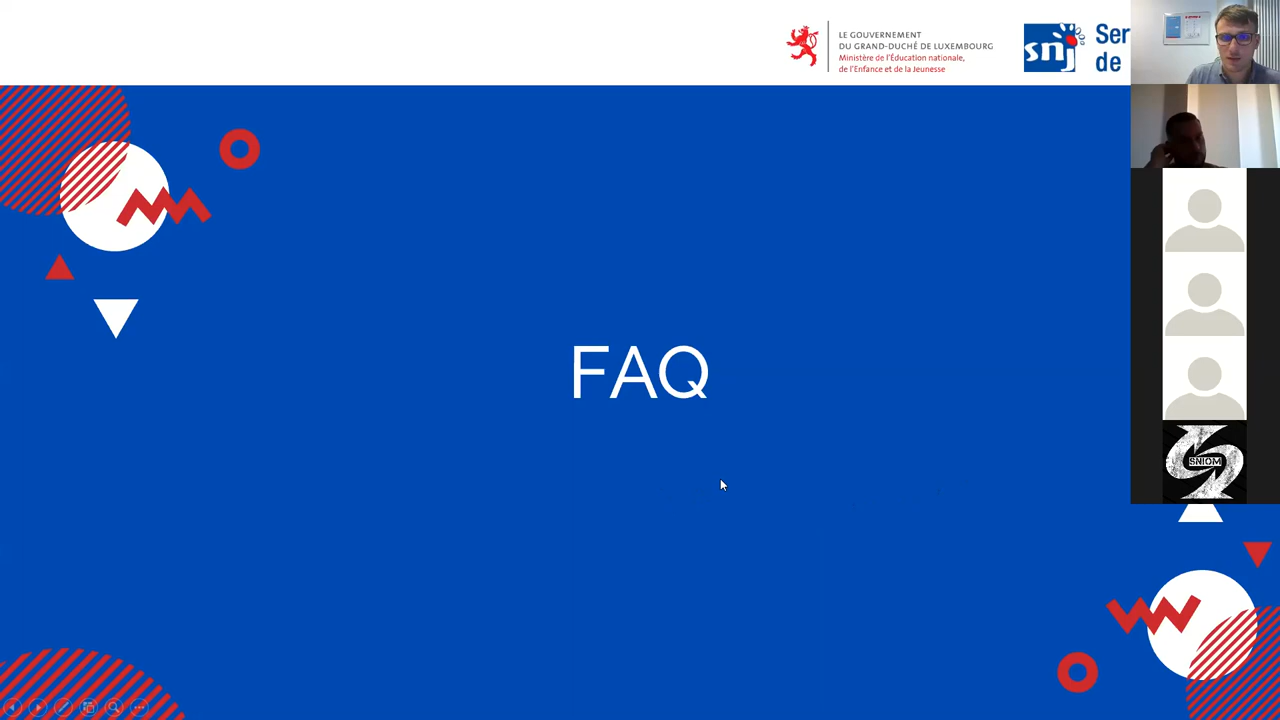 LE GOUVERNEMENT
DU GRAND-DUCHÉ DE LUXEMBOURG
Ministère de l'Éducation nationale,
de l'Enfance et de la Jeunesse
snj
Ser
de
FAQ
SNIOM